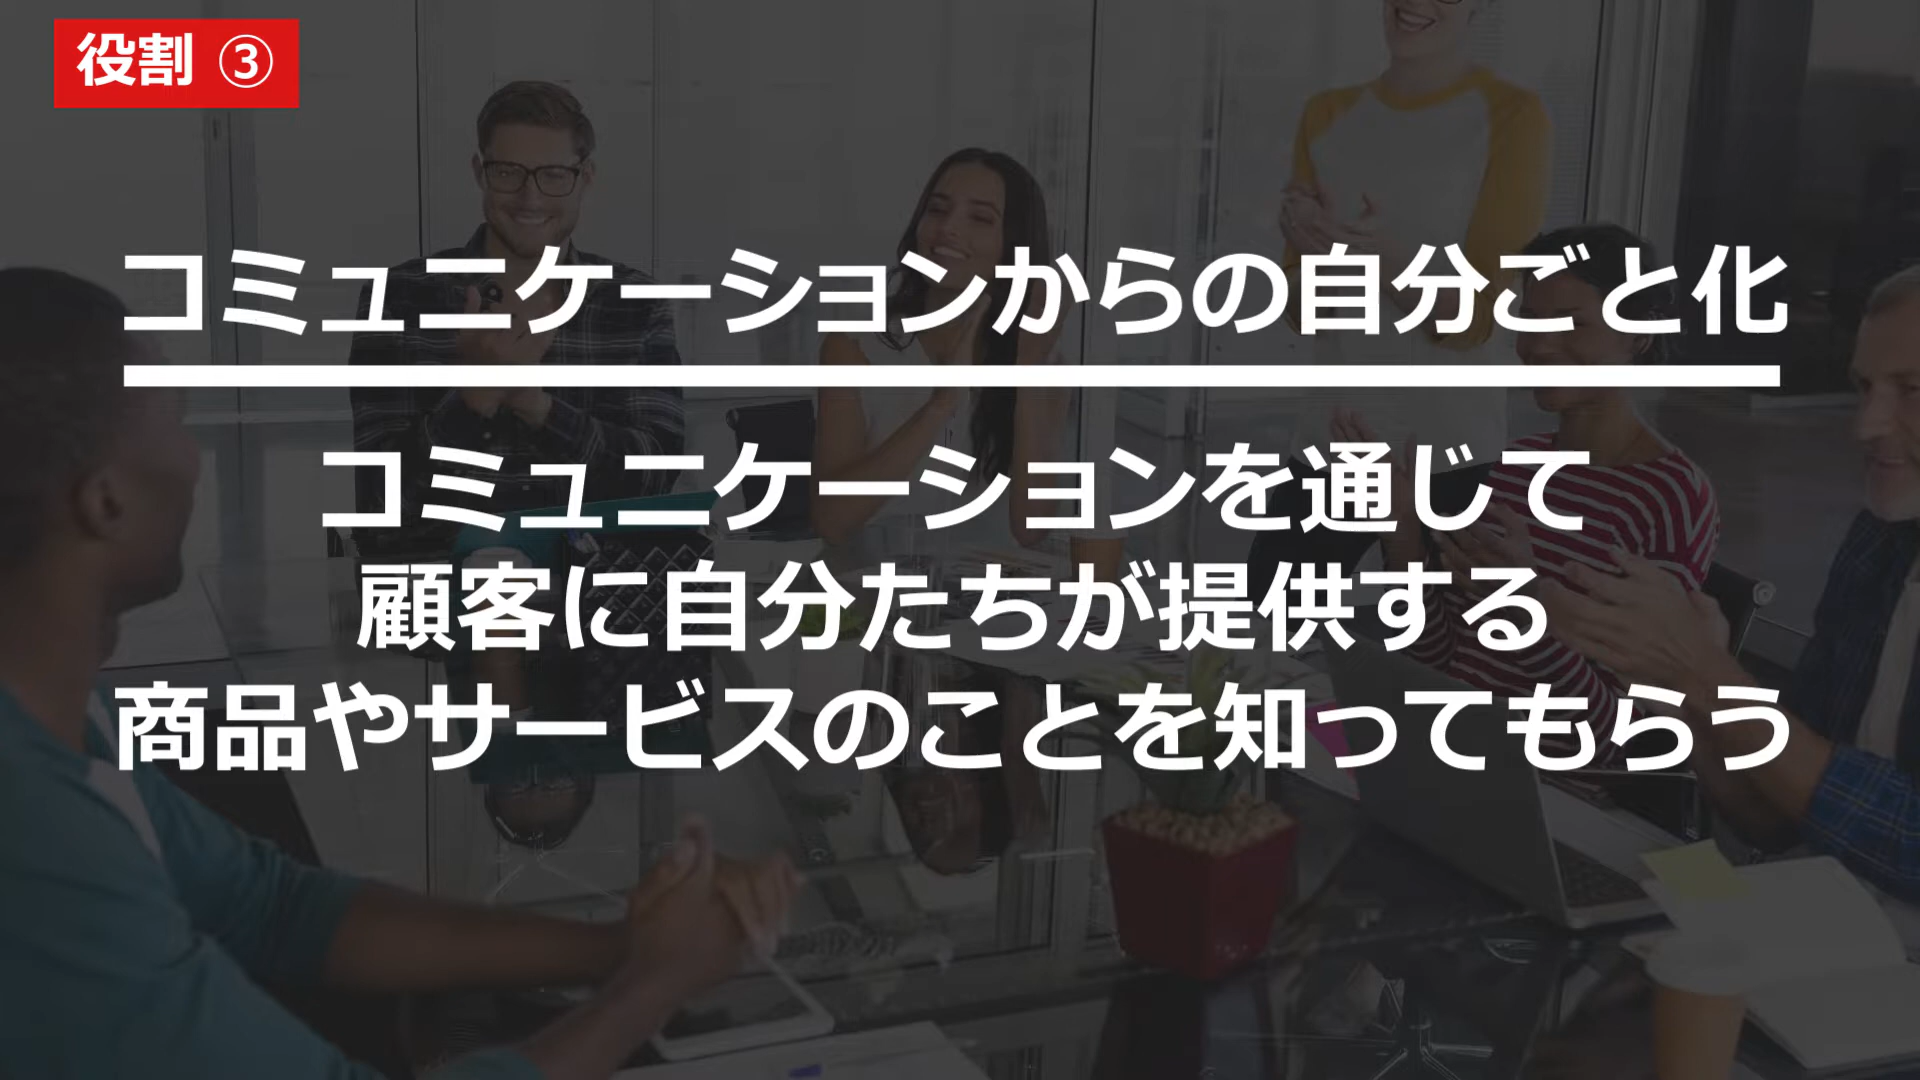 役割 ③
コミュニケーションからの自分ごと化
コミュニケーションを通じて
顧客に自分たちが提供する
商品やサービスのことを知ってもらう